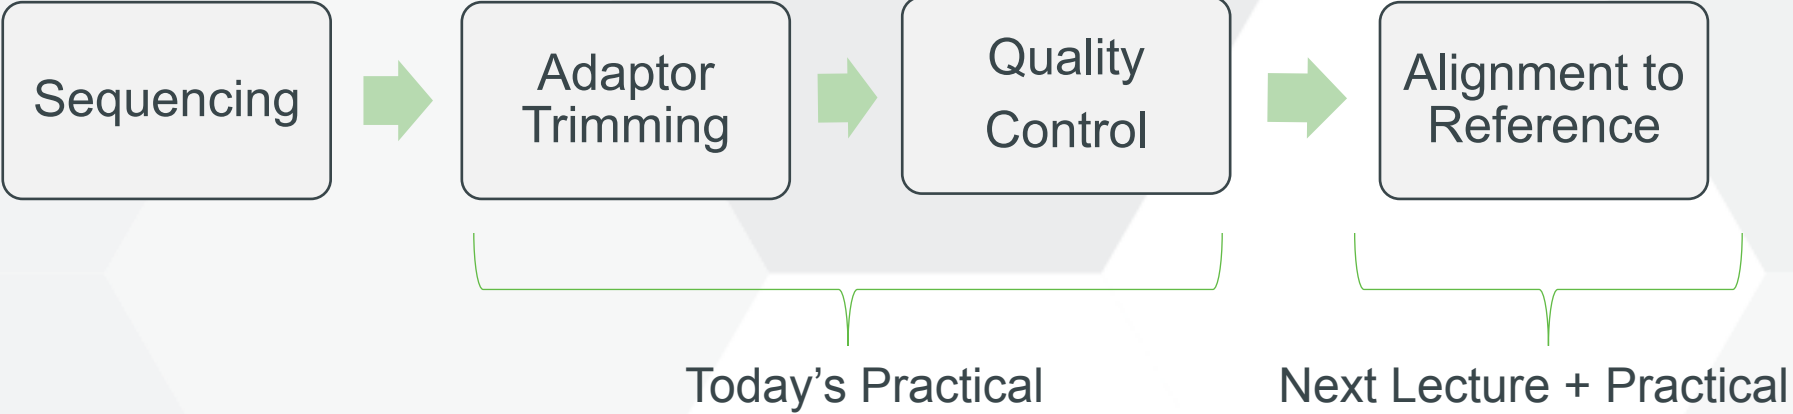 Sequencing
Adaptor
Trimming
Quality
Control
Alignment to
Reference
Today’s Practical
Next Lecture + Practical